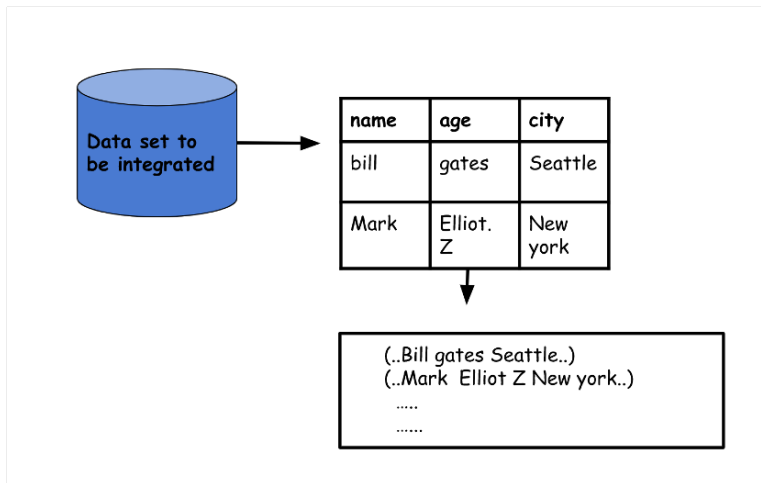 Data set to
be integrated
name age city
bill gates Seattle
Mark Elliot. New
Z york
(..Bill gates Seattle..)
(..Mark Elliot Z New york..)
.....
......